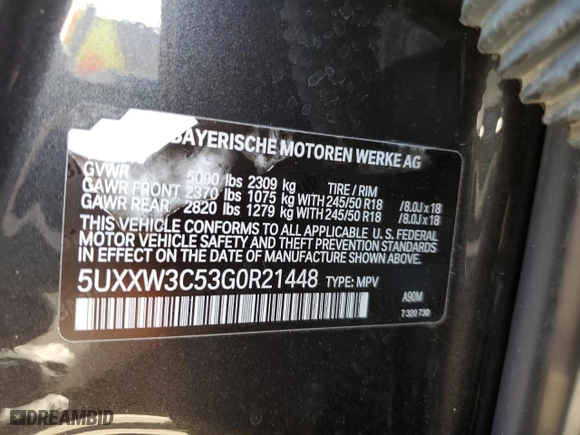 BAYERISCHE MOTOREN WERKE AG
GVWR 5090 lbs 2309 kg TIRE / RIM
GAWR FRONT 2370 lbs 1075 kg WITH 245/50 R18 /8.0J x 18
GAWR REAR 2820 lbs 1279 kg WITH 245/50 R18 /8.0J x 18
THIS VEHICLE CONFORMS TO ALL APPLICABLE U.S. FEDERAL
MOTOR VEHICLE SAFETY, BUMPER, AND THEFT PREVENTION
STANDARDS IN EFFECT ON THE DATE OF MANUFACTURE SHOWN ABOVE.
5UXXW3C53G0R21448 TYPE: MPV
A90M
7 320 730
DREAMBID